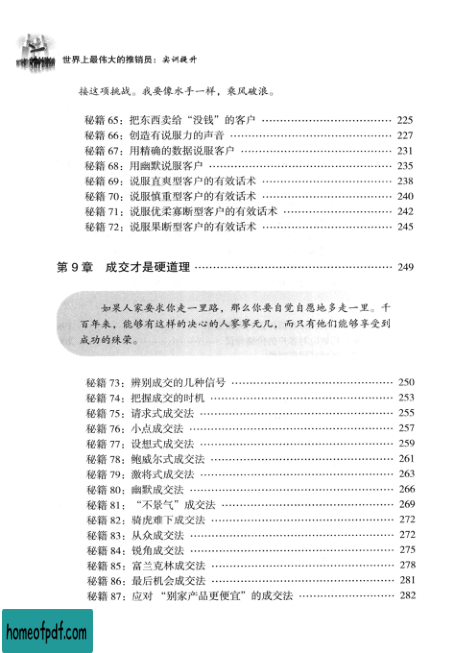 世界上最伟大的推销员：实训提升
接这项挑战。我要像水手一样，乘风破浪。
秘籍 65：把东西卖给“没钱”的客户 …………………………… 225
秘籍 66：创造有说服力的声音 …………………………… 227
秘籍 67：用精确的数据说服客户 …………………………… 231
秘籍 68：用幽默说服客户 …………………………… 235
秘籍 69：说服直爽型客户的有效话术 …………………………… 238
秘籍 70：说服慎重型客户的有效话术 …………………………… 240
秘籍 71：说服优柔寡断型客户的有效话术 …………………………… 242
秘籍 72：说服果断型客户的有效话术 …………………………… 245
第 9 章 成交才是硬道理 …………………………… 249
如果人家要求你走一里路，那么你要自觉自愿地多走一里。千
百年来，能够有这样的决心的人寥寥无几，而只有他们能够享受到
成功的殊荣。
秘籍 73：辨别成交的几种信号 …………………………… 250
秘籍 74：把握成交的时机 …………………………… 253
秘籍 75：请求式成交法 …………………………… 255
秘籍 76：小点成交法 …………………………… 257
秘籍 77：设想式成交法 …………………………… 259
秘籍 78：鲍威尔式成交法 …………………………… 261
秘籍 79：激将式成交法 …………………………… 263
秘籍 80：幽默成交法 …………………………… 266
秘籍 81：“不景气”成交法 …………………………… 269
秘籍 82：骑虎难下成交法 …………………………… 272
秘籍 83：从众成交法 …………………………… 272
秘籍 84：锐角成交法 …………………………… 275
秘籍 85：富兰克林成交法 …………………………… 278
秘籍 86：最后机会成交法 …………………………… 281
秘籍 87：应对“别家产品更便宜”的成交法 …………………………… 282
homeofpdf.com